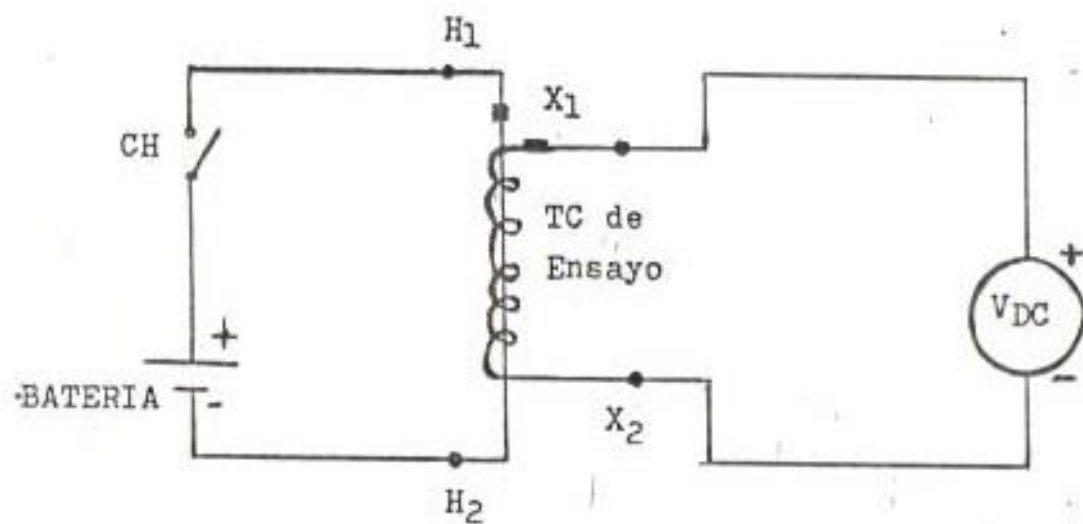 H1
X1
CH
TC de
Ensayo
+
VDC
-
+
BATERIA
-
X2
H2